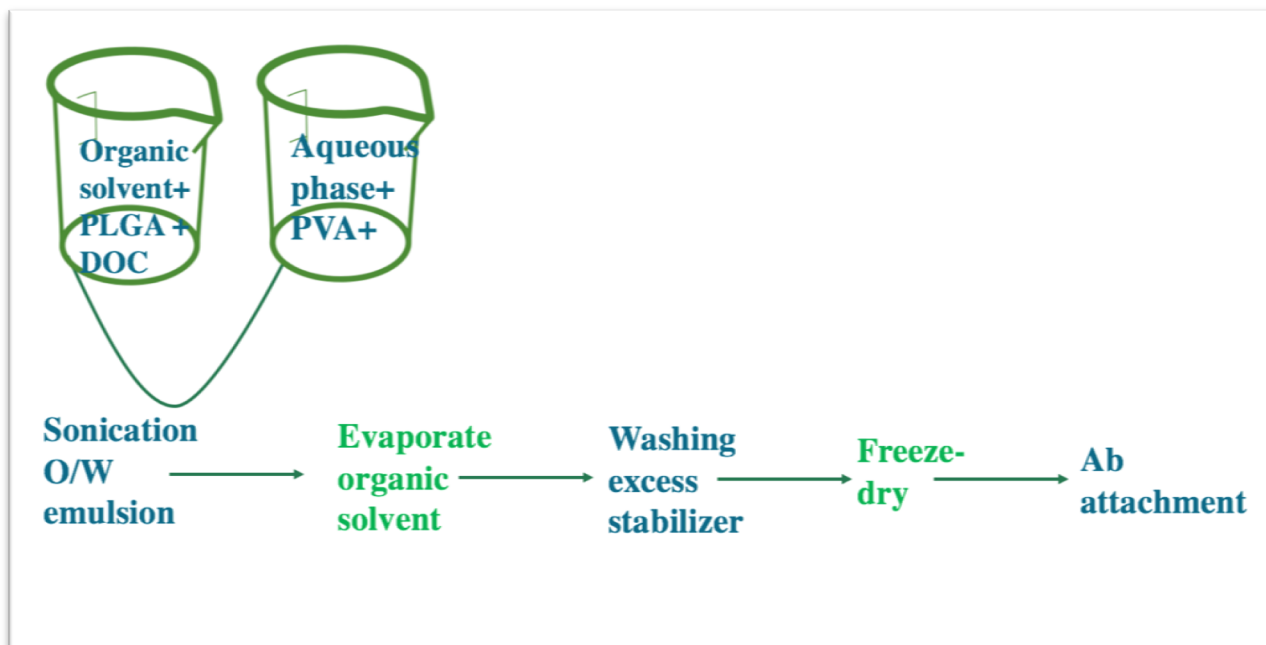 Organic
solvent+
PLGA +
DOC
Aqueous
phase+
PVA+
Sonication
O/W
emulsion
Evaporate
organic
solvent
Washing
excess
stabilizer
Freeze-
dry
Ab
attachment